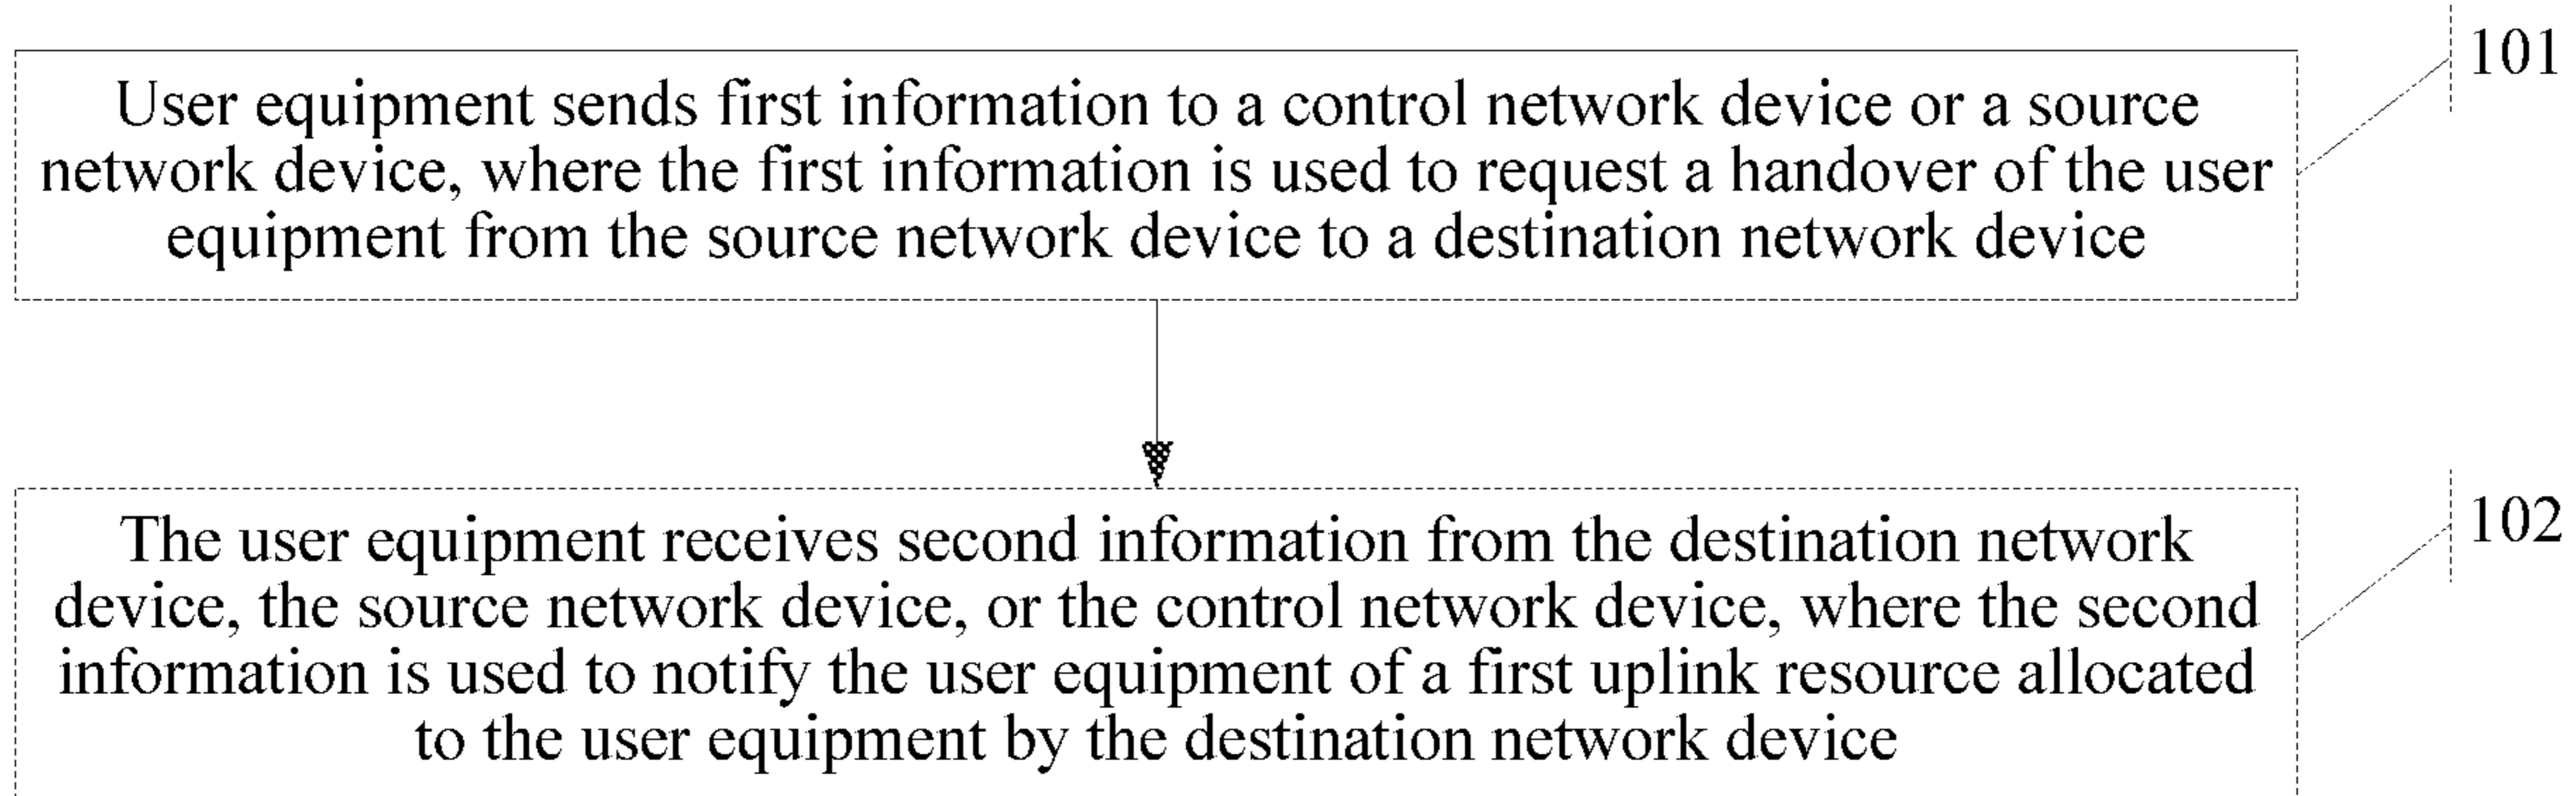 101
User equipment sends first information to a control network device or a source
network device, where the first information is used to request a handover of the user
equipment from the source network device to a destination network device
102
The user equipment receives second information from the destination network
device, the source network device, or the control network device, where the second
information is used to notify the user equipment of a first uplink resource allocated
to the user equipment by the destination network device